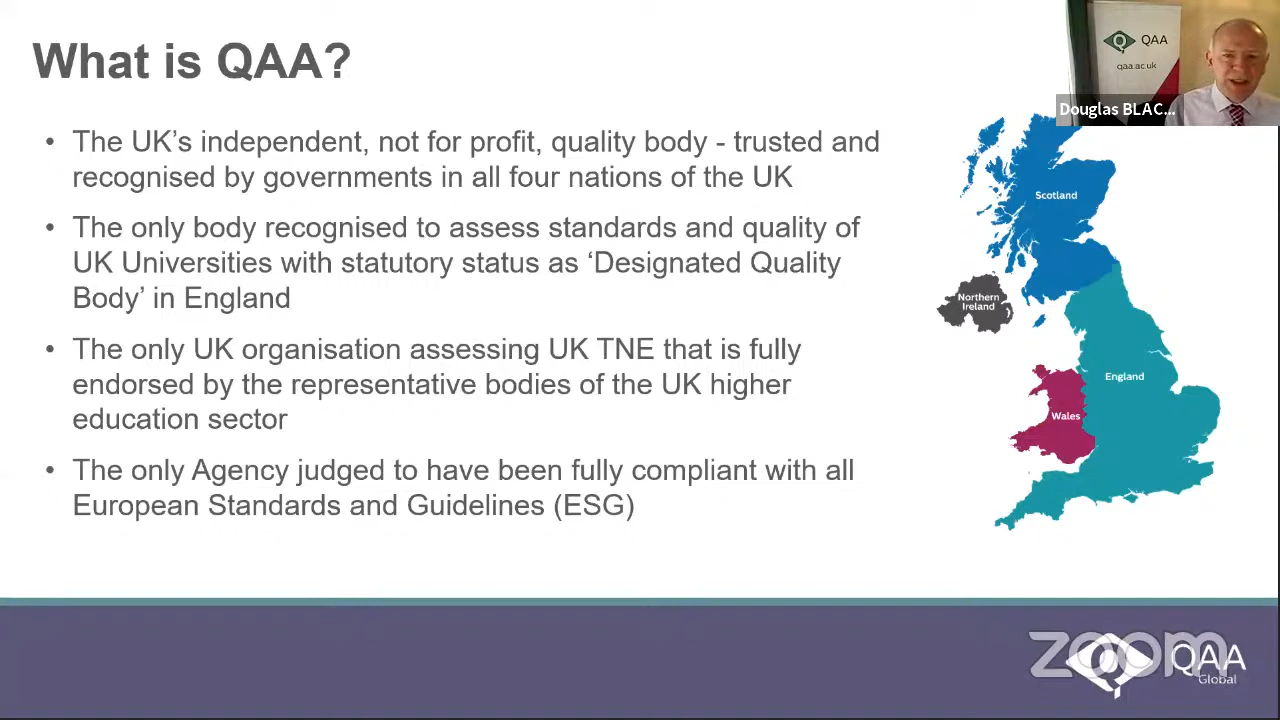 What is QAA?
QAA
qaa.ac.uk
Douglas BLAC...
• The UK's independent, not for profit, quality body - trusted and
recognised by governments in all four nations of the UK
• The only body recognised to assess standards and quality of
UK Universities with statutory status as ‘Designated Quality
Body’ in England
• The only UK organisation assessing UK TNE that is fully
endorsed by the representative bodies of the UK higher
education sector
• The only Agency judged to have been fully compliant with all
European Standards and Guidelines (ESG)
Scotland
Northern
Ireland
England
Wales
zoom
QAA
Global